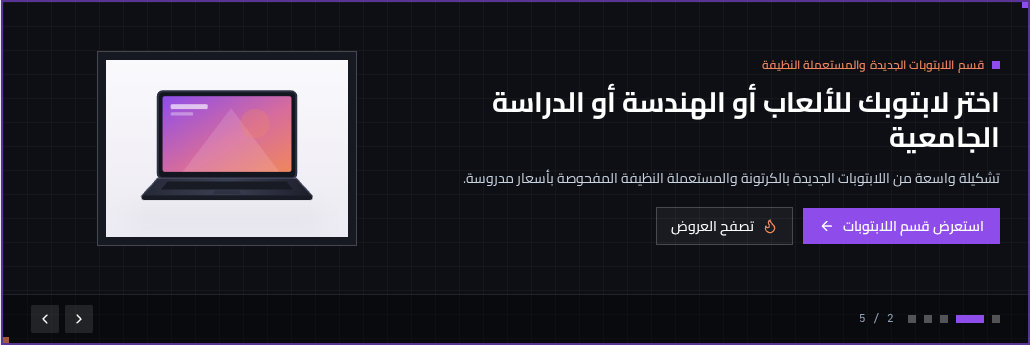 قسم اللابتوبات الجديدة والمستعملة النظيفة
اختر لابتوبك للألعاب أو الهندسة أو الدراسة
الجامعية
تشكيلة واسعة من اللابتوبات الجديدة بالكرتونة والمستعملة النظيفة المفحوصة بأسعار مدروسة.
استعرض قسم اللابتوبات
تصفح العروض
5 / 2